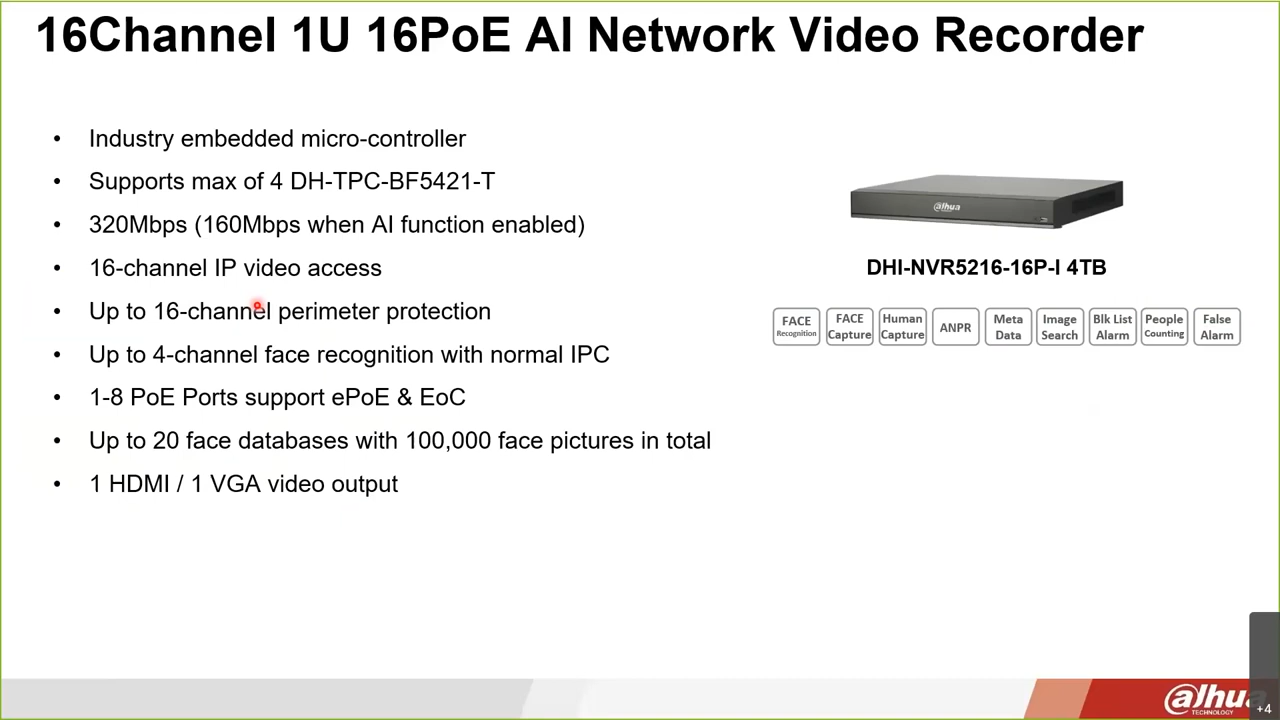 16Channel 1U 16PoE AI Network Video Recorder
• Industry embedded micro-controller
• Supports max of 4 DH-TPC-BF5421-T
• 320Mbps (160Mbps when AI function enabled)
• 16-channel IP video access
• Up to 16-channel perimeter protection
• Up to 4-channel face recognition with normal IPC
• 1-8 PoE Ports support ePoE & EoC
• Up to 20 face databases with 100,000 face pictures in total
• 1 HDMI / 1 VGA video output
alhua
DHI-NVR5216-16P-I 4TB
FACE
Recognition
FACE
Capture
Human
Capture
ANPR
Meta
Data
Image
Search
Blk List
Alarm
People
Counting
False
Alarm
alhua
TECHNOLOGY
+4